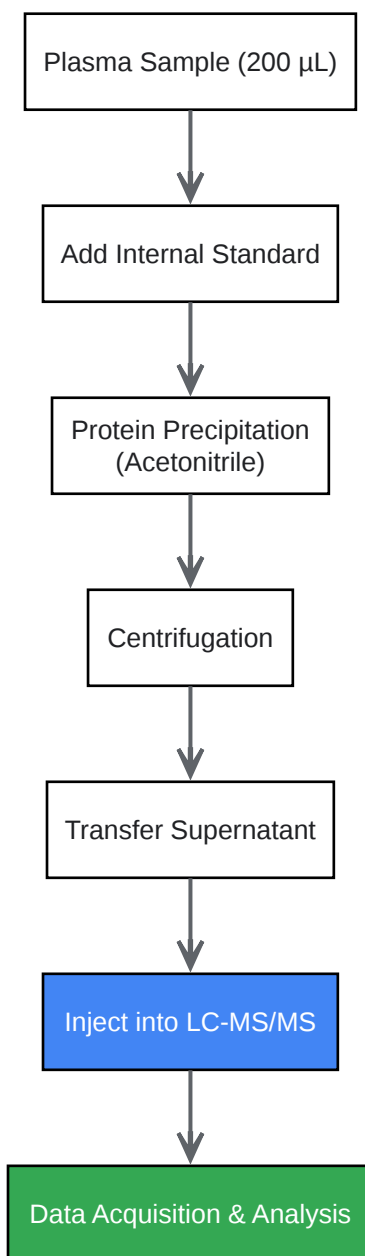 Plasma Sample (200 µL)
Add Internal Standard
Protein Precipitation
(Acetonitrile)
Centrifugation
Transfer Supernatant
Inject into LC-MS/MS
Data Acquisition & Analysis